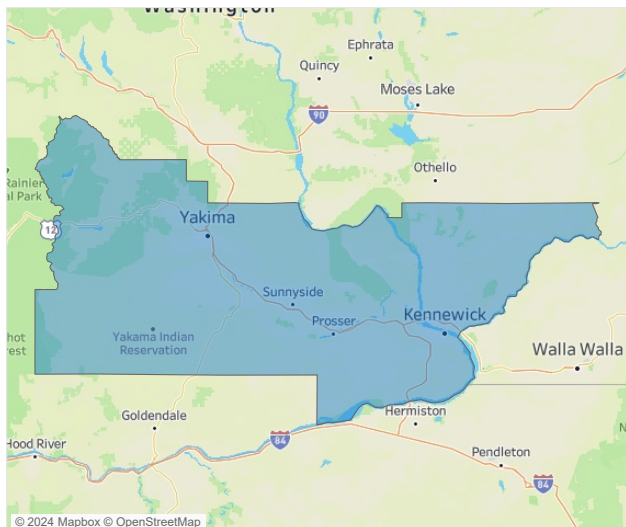 Washington
Ephrata
Quincy
Moses Lake
90
Othello
Rainier
al Park
12
Yakima
Sunnyside
Kennewick
Prosser
Yakama Indian
Reservation
hot
rest
Walla Walla
Goldendale
Hermiston
84
Hood River
Pendleton
84
N
© 2024 Mapbox © OpenStreetMap